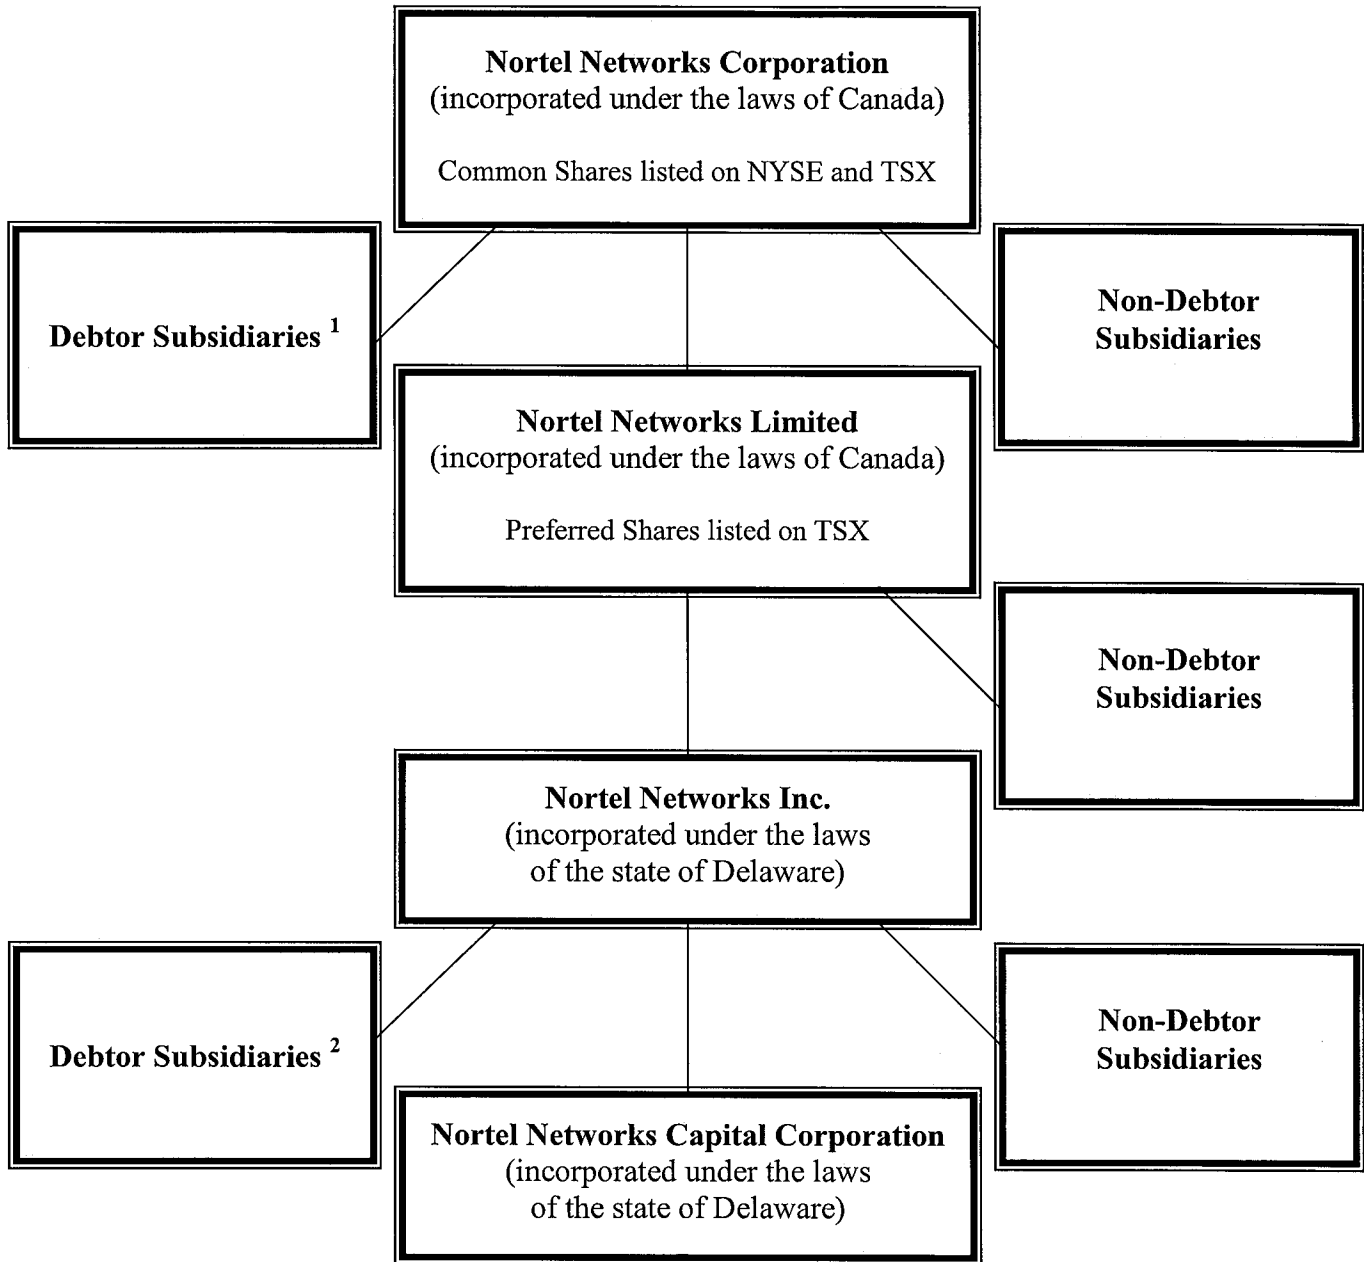 Nortel Networks Corporation
(incorporated under the laws of Canada)
Common Shares listed on NYSE and TSX
Debtor Subsidiaries 1
Non-Debtor
Subsidiaries
Nortel Networks Limited
(incorporated under the laws of Canada)
Preferred Shares listed on TSX
Non-Debtor
Subsidiaries
Nortel Networks Inc.
(incorporated under the laws
of the state of Delaware)
Debtor Subsidiaries 2
Non-Debtor
Subsidiaries
Nortel Networks Capital Corporation
(incorporated under the laws
of the state of Delaware)